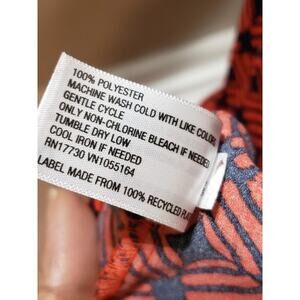 100% POLYESTER
MACHINE WASH COLD WITH LIKE COLORS
GENTLE CYCLE
ONLY NON-CHLORINE BLEACH IF NEEDED
TUMBLE DRY LOW
COOL IRON IF NEEDED
RN17730 VN1055164
LABEL MADE FROM 100% RECYCLED